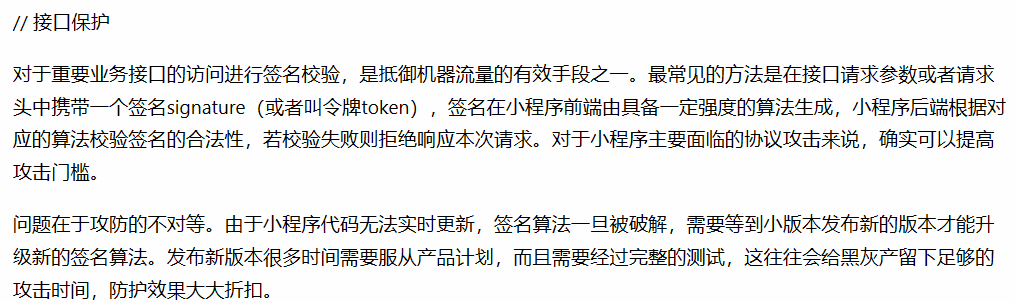 // 接口保护
对于重要业务接口的访问进行签名校验，是抵御机器流量的有效手段之一。最常见的方法是在接口请求参数或者请求
头中携带一个签名signature（或者叫令牌token），签名在小程序前端由具备一定强度的算法生成，小程序后端根据对
应的算法校验签名的合法性，若校验失败则拒绝响应本次请求。对于小程序主要面临的协议攻击来说，确实可以提高
攻击门槛。
问题在于攻防的不对等。由于小程序代码无法实时更新，签名算法一旦被破解，需要等到小版本发布新的版本才能升
级新的签名算法。发布新版本很多时间需要服从产品计划，而且需要经过完整的测试，这往往会给黑灰产留下足够的
攻击时间，防护效果大大折扣。